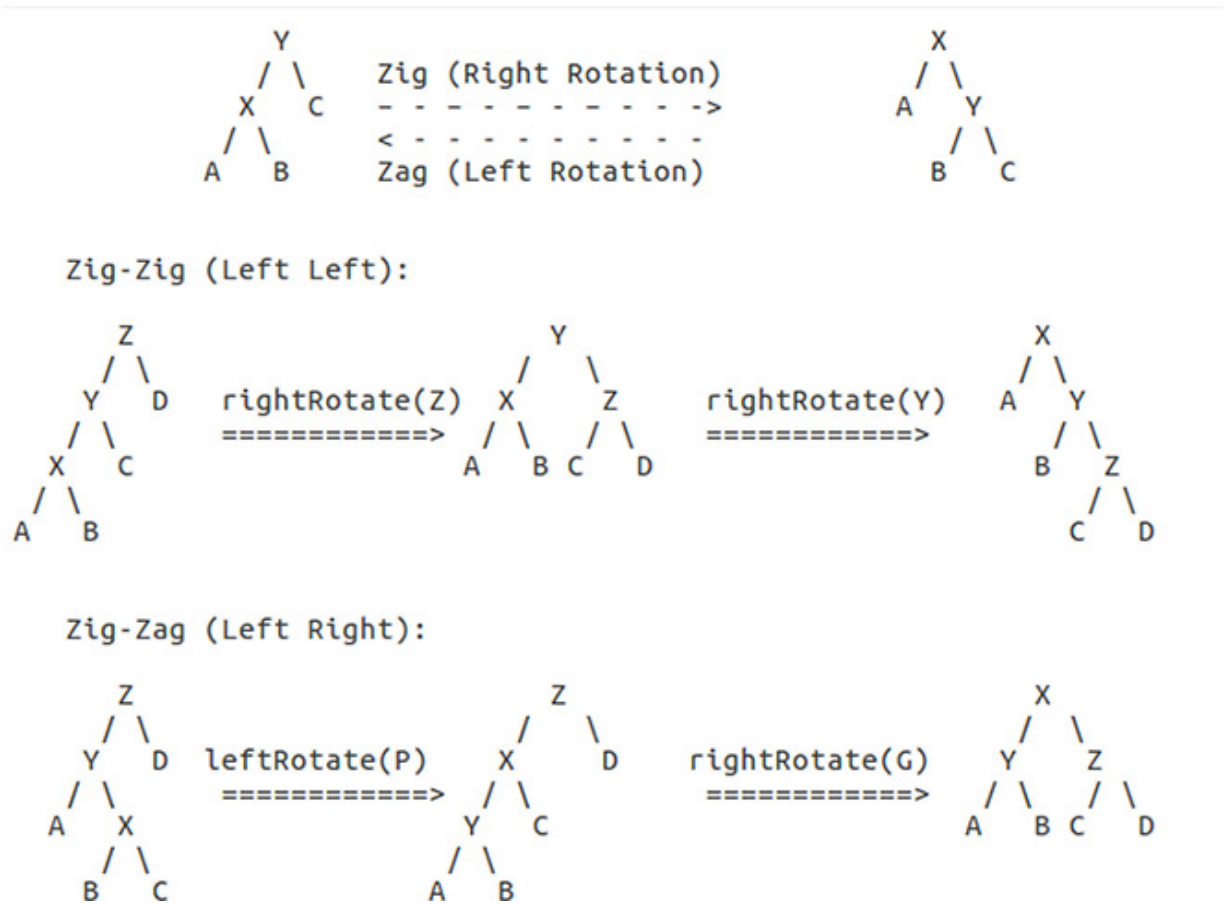 Y                                   X
/ \   Zig (Right Rotation)          / \
X   C   - - - - - - - - - ->        A   Y
/ \     < - - - - - - - - -             / \
A   B   Zag (Left Rotation)             B   C
Zig-Zig (Left Left):
Z                           Y                           X
/ \                       /   \                         / \
Y   D   rightRotate(Z)   X     Z   rightRotate(Y)   A   Y
/ \     ============>   / \   / \   ============>       / \
X   C                  A   B C   D                     B   Z
/ \                                                       / \
A   B                                                     C   D
Zig-Zag (Left Right):
Z                           Z                           X
/ \                       /   \                       /   \
Y   D   leftRotate(P)   X     D   rightRotate(G)   Y     Z
/ \     ============>   / \         ============>   / \   / \
A   X                  Y   C                       A   B C   D
/ \                   / \
B   C                 A   B